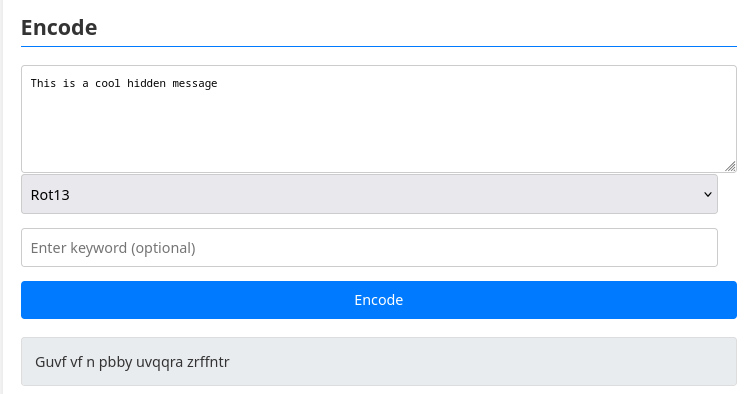 Encode
This is a cool hidden message
Rot13
Enter keyword (optional)
Encode
Guvf vf n pbby uvqqra zrffntr